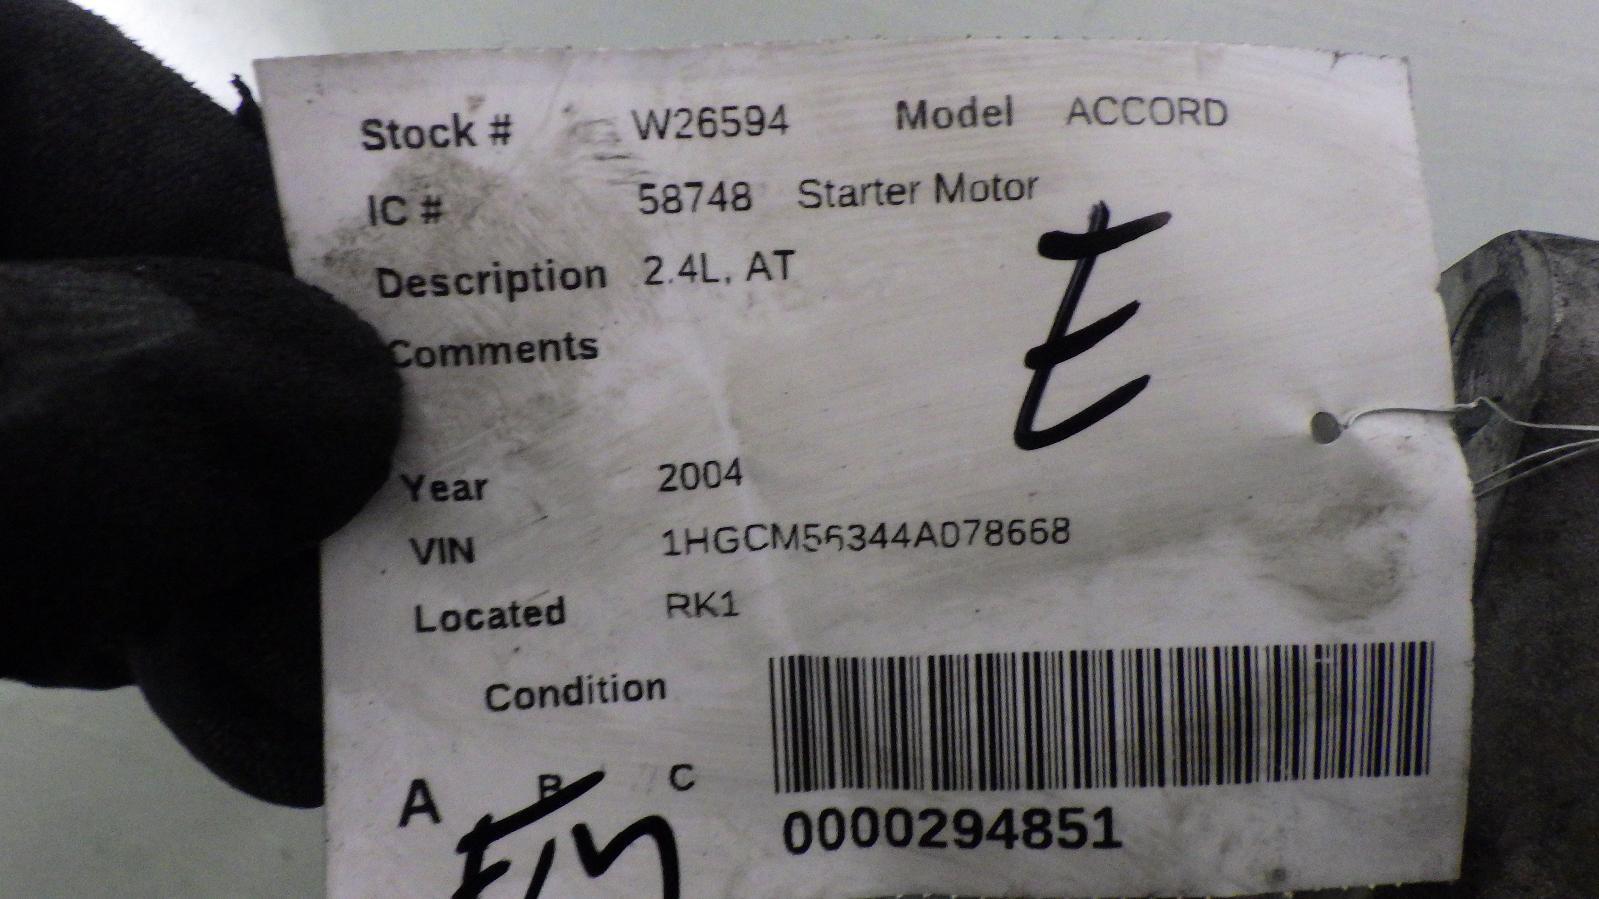 Stock # W26594 Model ACCORD
IC # 58748 Starter Motor
Description 2.4L, AT
E
Comments
Year 2004
VIN 1HGCM56344A078668
Located RK1
Condition
A B C
0000294851